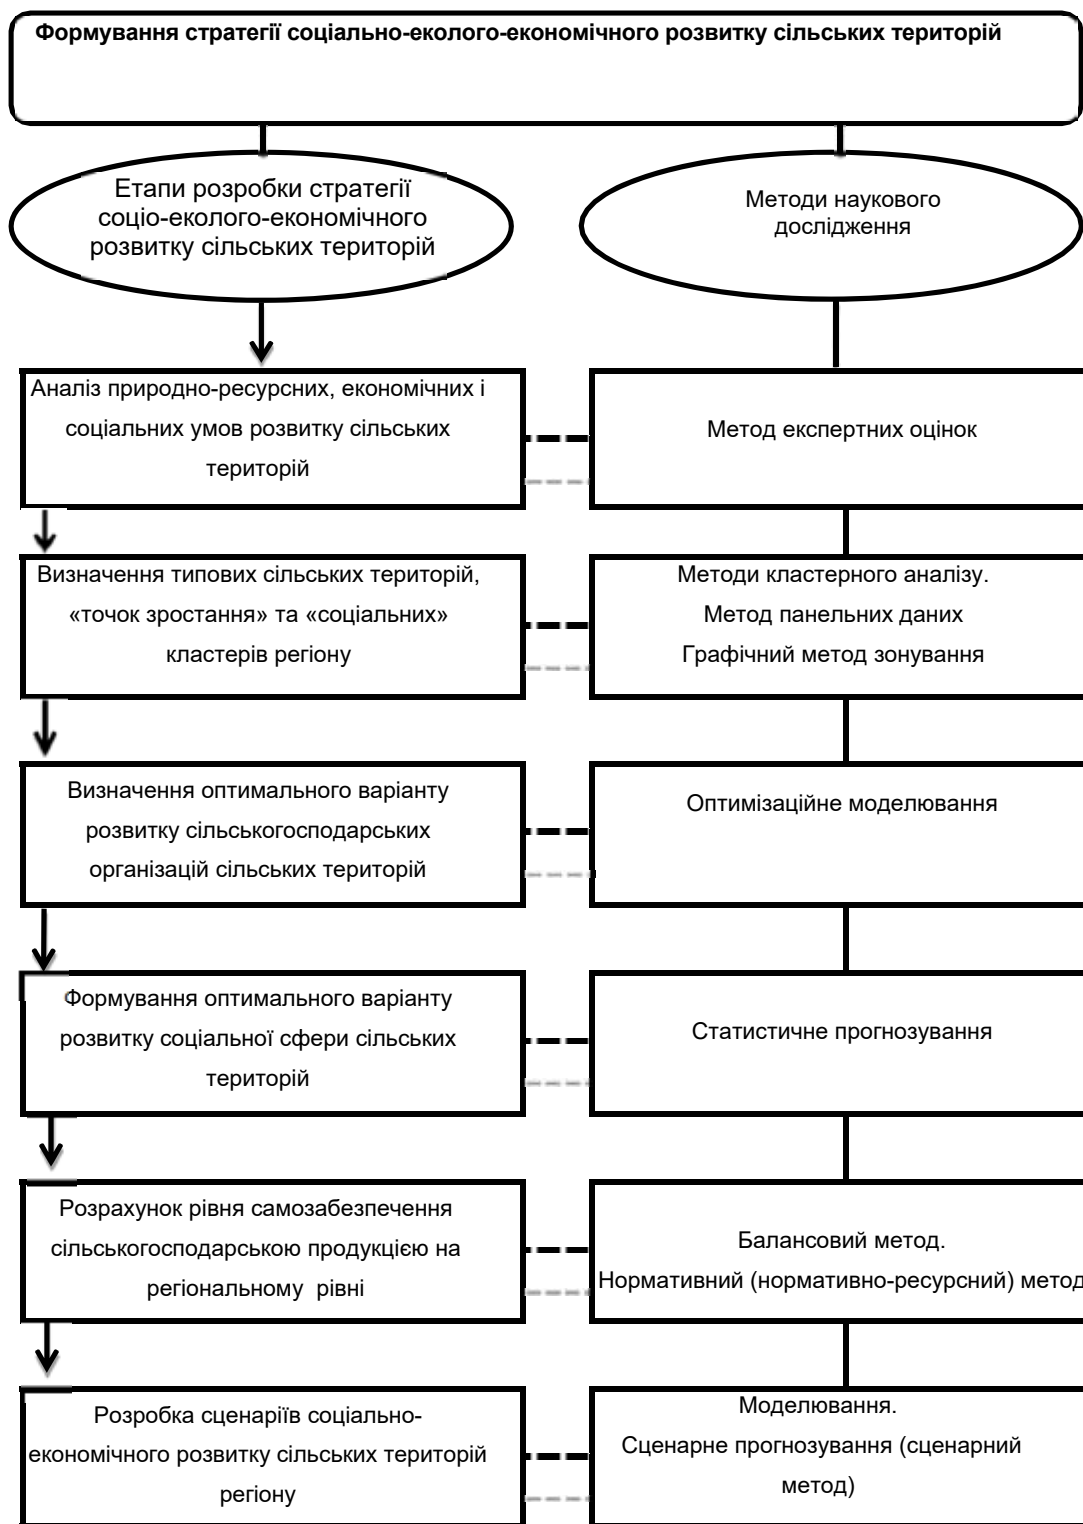 Формування стратегії соціально-еколого-економічного розвитку сільських територій
Етапи розробки стратегії
соціо-еколого-економічного
розвитку сільських територій
Методи наукового
дослідження
Аналіз природно-ресурсних, економічних і
соціальних умов розвитку сільських
територій
Метод експертних оцінок
Визначення типових сільських територій,
«точок зростання» та «соціальних»
кластерів регіону
Методи кластерного аналізу.
Метод панельних даних
Графічний метод зонування
Визначення оптимального варіанту
розвитку сільськогосподарських
організацій сільських територій
Оптимізаційне моделювання
Формування оптимального варіанту
розвитку соціальної сфери сільських
територій
Статистичне прогнозування
Розрахунок рівня самозабезпечення
сільськогосподарською продукцією на
регіональному рівні
Балансовий метод.
Нормативний (нормативно-ресурсний) метод
Розробка сценаріїв соціально-
економічного розвитку сільських територій
регіону
Моделювання.
Сценарне прогнозування (сценарний
метод)